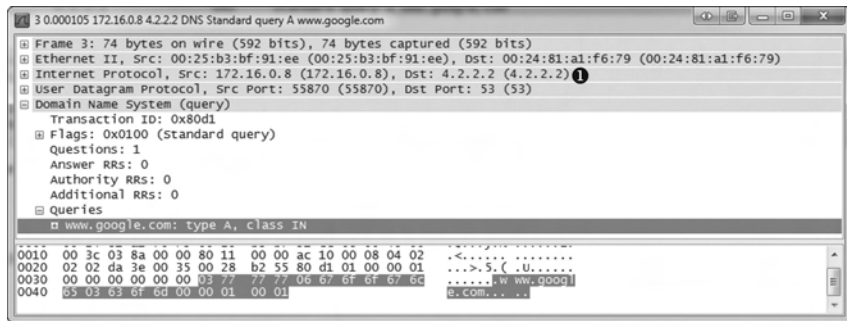 3 0.000105 172.16.0.8 4.2.2.2 DNS Standard query A www.google.com
Frame 3: 74 bytes on wire (592 bits), 74 bytes captured (592 bits)
Ethernet II, Src: 00:25:b3:bf:91:ee (00:25:b3:bf:91:ee), Dst: 00:24:81:a1:f6:79 (00:24:81:a1:f6:79)
Internet Protocol, Src: 172.16.0.8 (172.16.0.8), Dst: 4.2.2.2 (4.2.2.2) ❶
User Datagram Protocol, Src Port: 55870 (55870), Dst Port: 53 (53)
Domain Name System (query)
Transaction ID: 0x80d1
Flags: 0x0100 (Standard query)
Questions: 1
Answer RRs: 0
Authority RRs: 0
Additional RRs: 0
Queries
www.google.com: type A, class IN
0010 00 3c 03 8a 00 00 80 11 00 00 ac 10 00 08 04 02 .<...... ........
0020 02 02 da 3e 00 35 00 28 b2 55 80 d1 01 00 00 01 ...>.5.( .U......
0030 00 00 00 00 00 00 03 77 77 77 06 67 6f 6f 67 6c .......w ww.googl
0040 65 03 63 6f 6d 00 00 01 00 01 e.com... ..